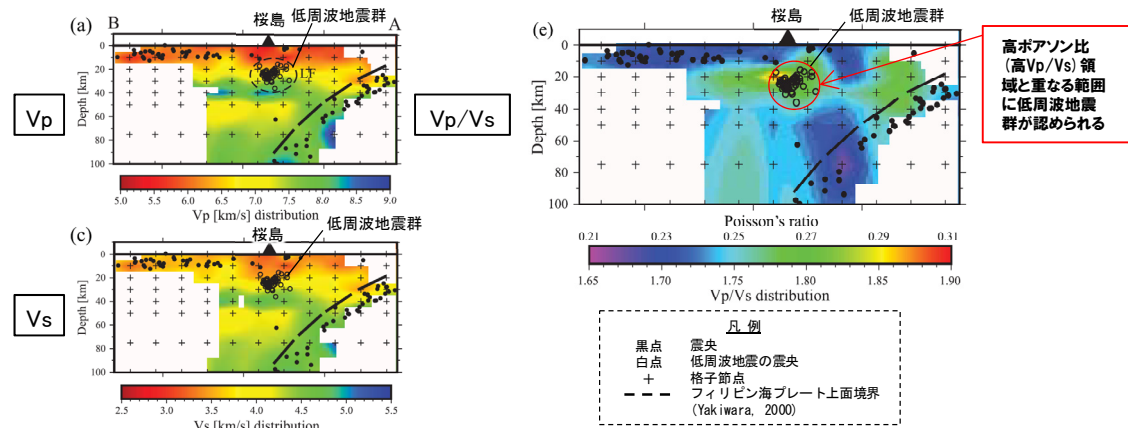 (a)
B
桜島
低周波地震群
A
LF
Vp
Depth [km]
0
20
40
60
80
100
5.0 5.5 6.0 6.5 7.0 7.5 8.0 8.5 9.0
Vp [km/s] distribution
(c)
桜島
低周波地震群
Vs
Depth [km]
0
20
40
60
80
100
2.5 3.0 3.5 4.0 4.5 5.0 5.5
Vs [km/s] distribution
(e)
桜島
低周波地震群
Vp/Vs
Depth [km]
0
20
40
60
80
100
Poisson's ratio
0.21 0.23 0.25 0.27 0.29 0.31
1.65 1.70 1.75 1.80 1.85 1.90
Vp/Vs distribution
高ポアソン比
(高Vp/Vs)領
域と重なる範囲
に低周波地震
群が認められる
凡 例
黒点 震央
白点 低周波地震の震央
+ 格子節点
フィリピン海プレート上面境界
(Yakiwara, 2000)